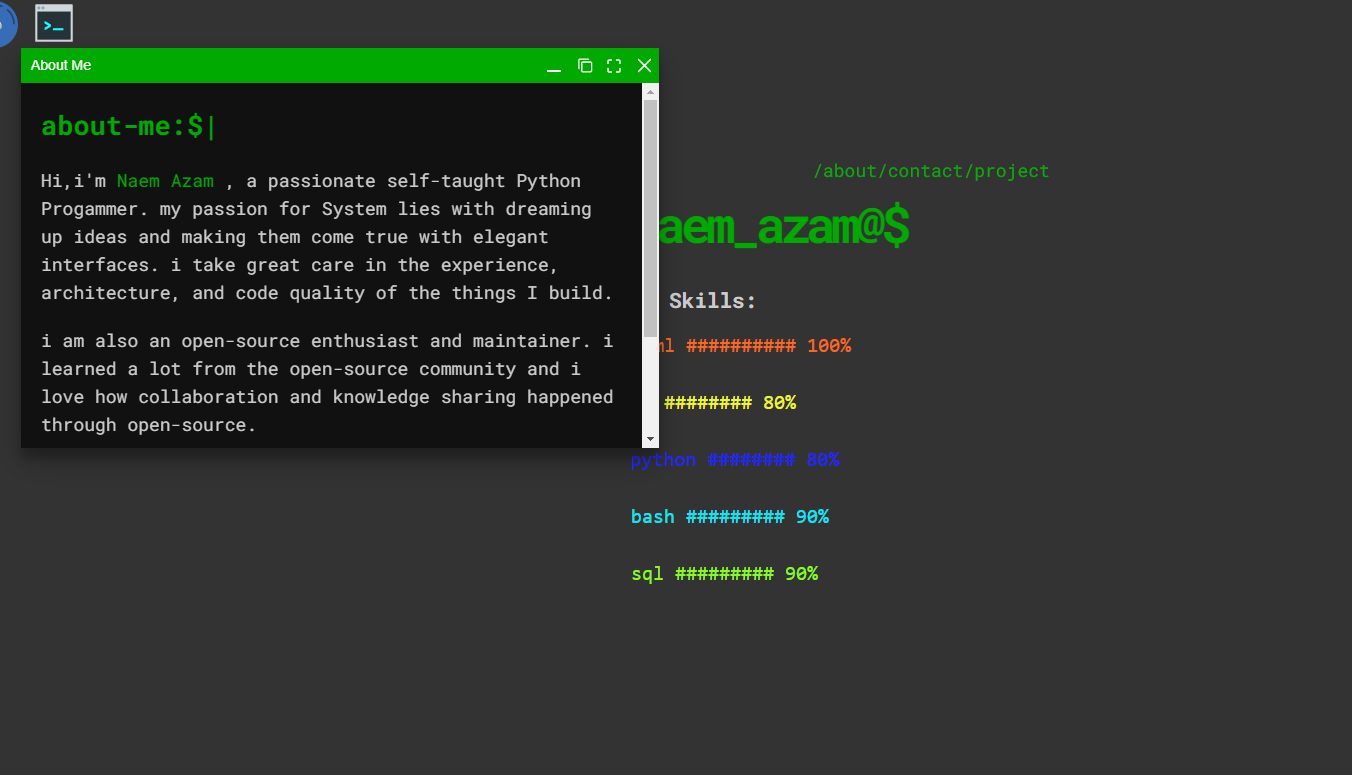 >_
About Me
about-me:$|
Hi,i'm Naem Azam , a passionate self-taught Python
Progammer. my passion for System lies with dreaming
up ideas and making them come true with elegant
interfaces. i take great care in the experience,
architecture, and code quality of the things I build.
i am also an open-source enthusiast and maintainer. i
learned a lot from the open-source community and i
love how collaboration and knowledge sharing happened
through open-source.
/about/contact/project
aem_azam@$
Skills:
ml ########## 100%
######## 80%
python ######## 80%
bash ######### 90%
sql ######### 90%